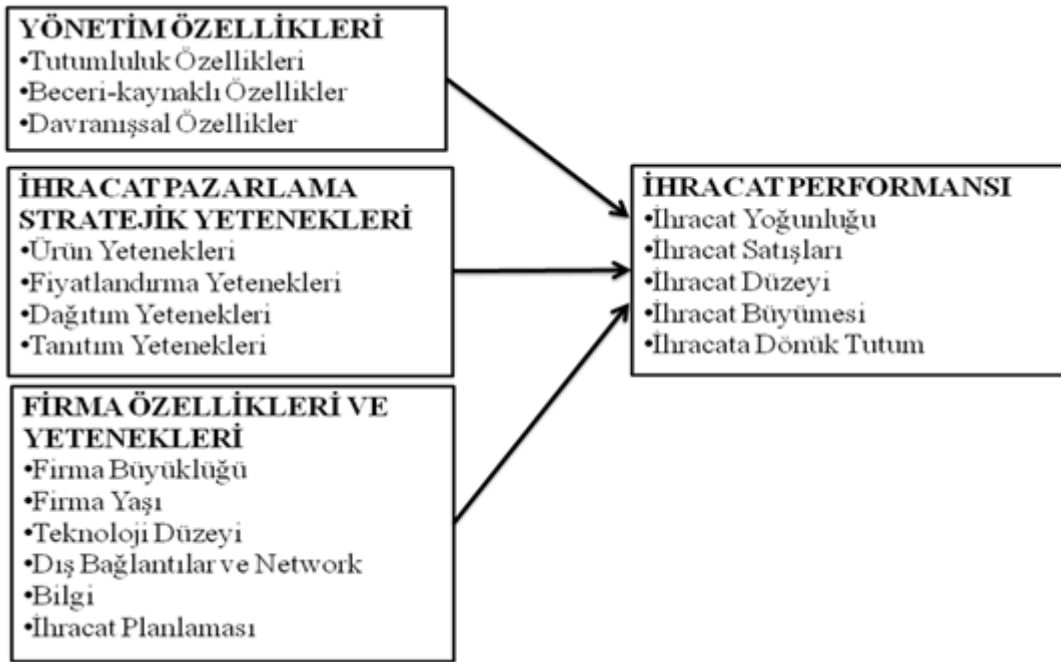 YÖNETİM ÖZELLİKLERİ
•Tutumluluk Özellikleri
•Beceri-kaynaklı Özellikler
•Davranışsal Özellikler
İHRACAT PAZARLAMA
STRATEJİK YETENEKLERİ
•Ürün Yetenekleri
•Fiyatlandırma Yetenekleri
•Dağıtım Yetenekleri
•Tanıtım Yetenekleri
FİRMA ÖZELLİKLERİ VE
YETENEKLERİ
•Firma Büyüklüğü
•Firma Yaşı
•Teknoloji Düzeyi
•Dış Bağlantılar ve Network
•Bilgi
•İhracat Planlaması
İHRACAT PERFORMANSI
•İhracat Yoğunluğu
•İhracat Satışları
•İhracat Düzeyi
•İhracat Büyümesi
•İhracata Dönük Tutum